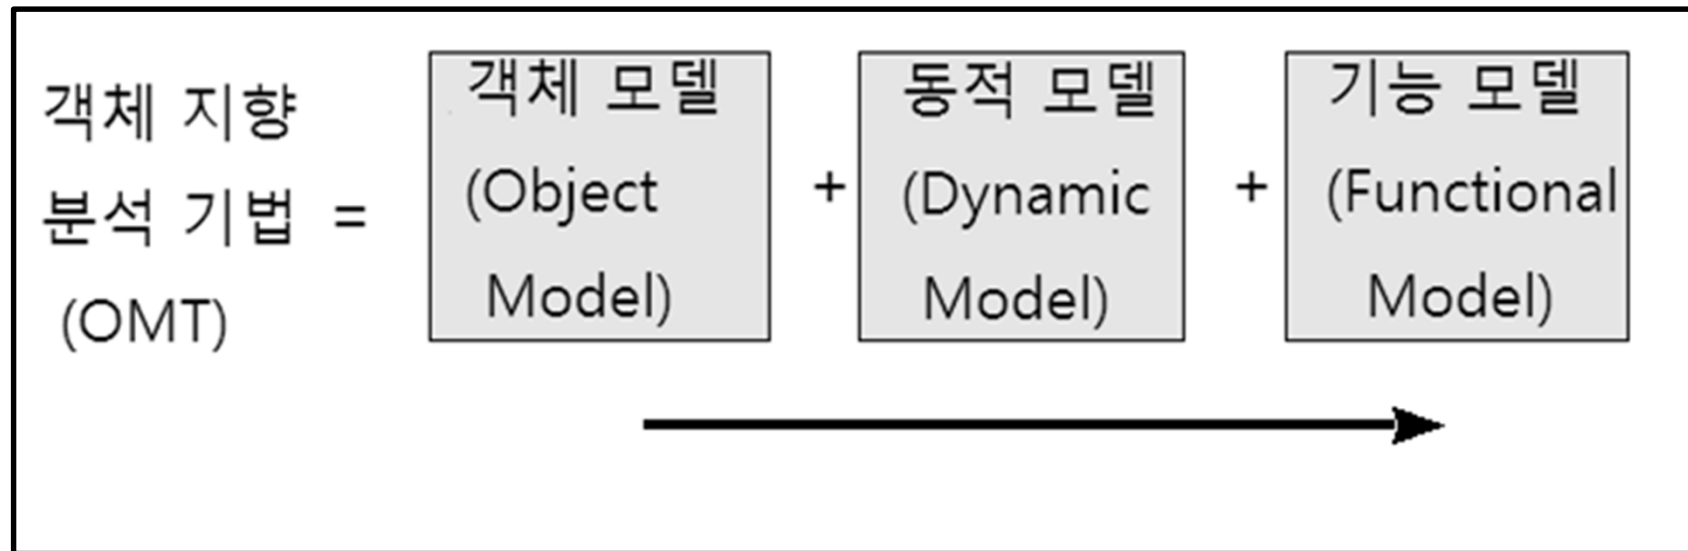 객체 지향
분석 기법 =
(OMT)
객체 모델
(Object
Model)
+
동적 모델
(Dynamic
Model)
+
기능 모델
(Functional
Model)